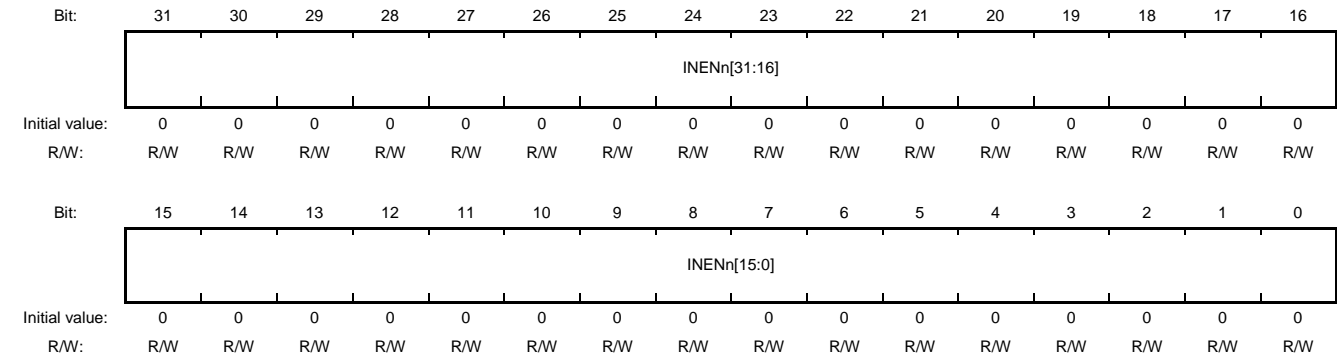 Bit: 31 30 29 28 27 26 25 24 23 22 21 20 19 18 17 16
INENn[31:16]
Initial value: 0 0 0 0 0 0 0 0 0 0 0 0 0 0 0 0
R/W: R/W R/W R/W R/W R/W R/W R/W R/W R/W R/W R/W R/W R/W R/W R/W R/W
Bit: 15 14 13 12 11 10 9 8 7 6 5 4 3 2 1 0
INENn[15:0]
Initial value: 0 0 0 0 0 0 0 0 0 0 0 0 0 0 0 0
R/W: R/W R/W R/W R/W R/W R/W R/W R/W R/W R/W R/W R/W R/W R/W R/W R/W